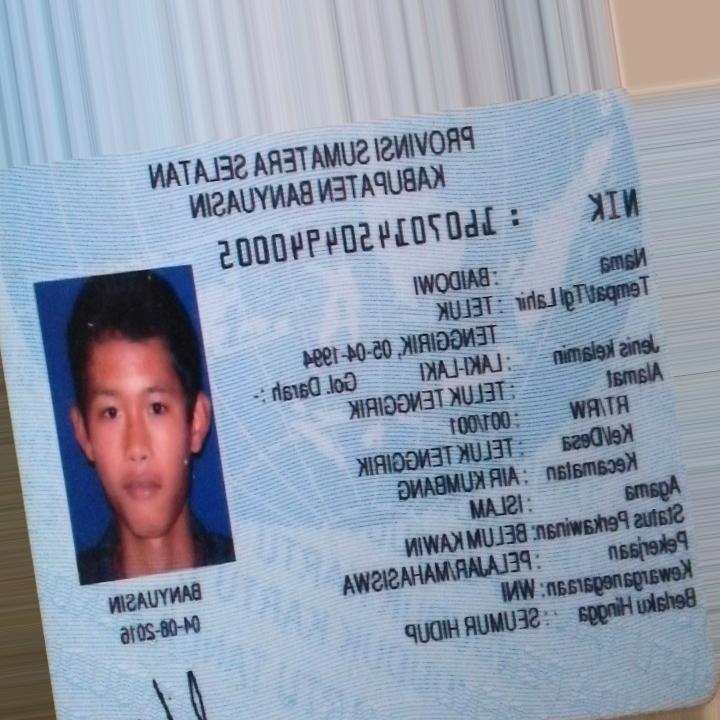 PROVINSI SUMATERA SELATAN
KABUPATEN BANYUASIN
NIK : 1607014504940005
Nama : BAIDOWI
Tempat/Tgl Lahir : TELUK
TENGGIRIK, 05-04-1994
Jenis kelamin : LAKI-LAKI Gol. Darah :-
Alamat : TELUK TENGGIRIK
RT/RW : 001/001
Kel/Desa : TELUK TENGGIRIK
Kecamatan : AIR KUMBANG
Agama : ISLAM
Status Perkawinan: BELUM KAWIN
Pekerjaan : PELAJAR/MAHASISWA
Kewarganegaraan: WNI
Berlaku Hingga : SEUMUR HIDUP
BANYUASIN
04-08-2016